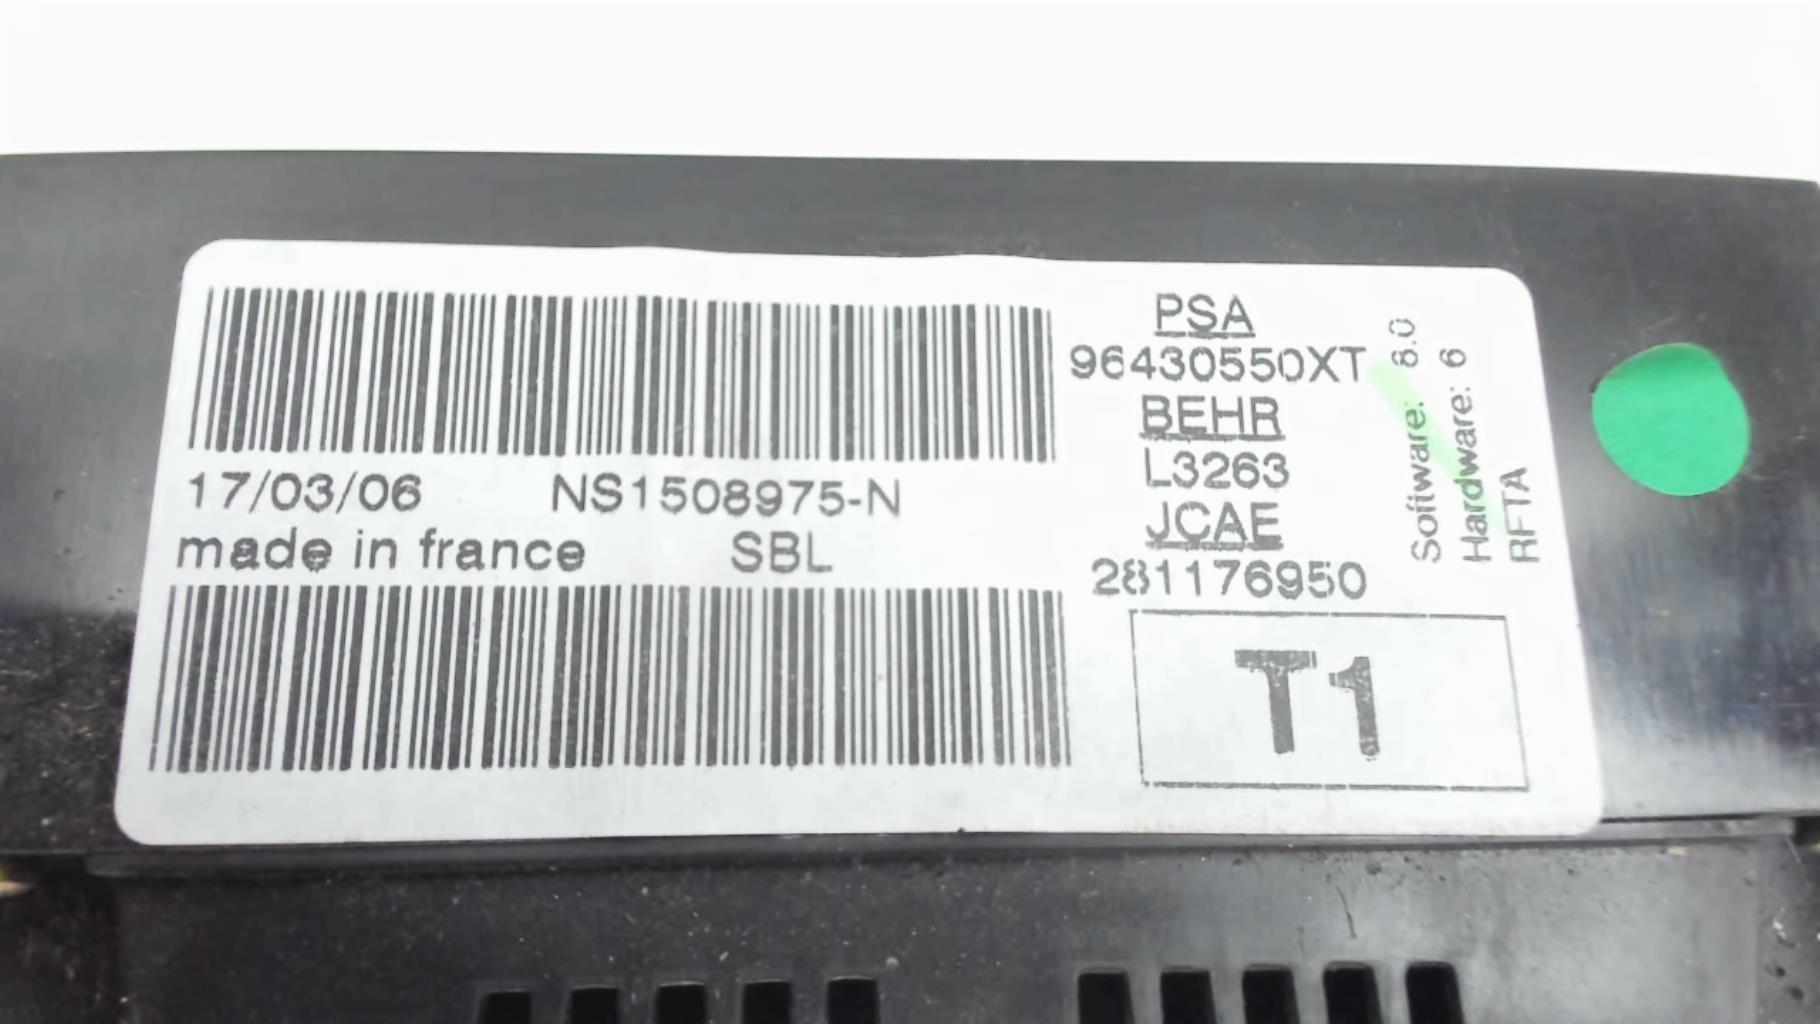 17/03/06 NS1508975-N
made in france SBL
PSA
96430550XT
BEHR
L3263
JCAE
281176950
T1
Software: 8.0
Hardware: 6
RFTA